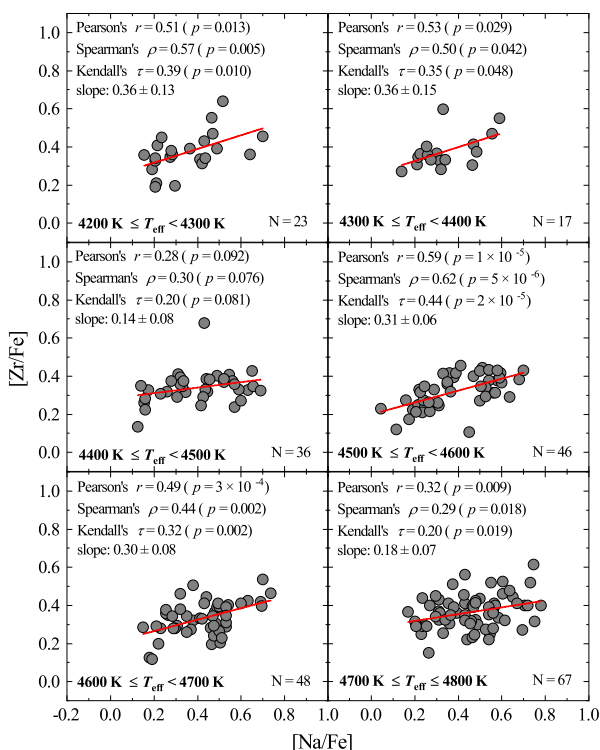 Pearson's r = 0.51 ( p = 0.013)
Spearman's ρ = 0.57 ( p = 0.005)
Kendall's τ = 0.39 ( p = 0.010)
slope: 0.36 ± 0.13
4200 K ≤ Teff < 4300 K
N = 23
Pearson's r = 0.53 ( p = 0.029)
Spearman's ρ = 0.50 ( p = 0.042)
Kendall's τ = 0.35 ( p = 0.048)
slope: 0.36 ± 0.15
4300 K ≤ Teff < 4400 K
N = 17
1.0
0.8
0.6
0.4
0.2
0.0
Pearson's r = 0.28 ( p = 0.092)
Spearman's ρ = 0.30 ( p = 0.076)
Kendall's τ = 0.20 ( p = 0.081)
slope: 0.14 ± 0.08
4400 K ≤ Teff < 4500 K
N = 36
Pearson's r = 0.59 ( p = 1 × 10⁻⁵)
Spearman's ρ = 0.62 ( p = 5 × 10⁻⁶)
Kendall's τ = 0.44 ( p = 2 × 10⁻⁵)
slope: 0.31 ± 0.06
4500 K ≤ Teff < 4600 K
N = 46
1.0
0.8
0.6
0.4
0.2
0.0
[Zr/Fe]
Pearson's r = 0.49 ( p = 3 × 10⁻⁴)
Spearman's ρ = 0.44 ( p = 0.002)
Kendall's τ = 0.32 ( p = 0.002)
slope: 0.30 ± 0.08
4600 K ≤ Teff < 4700 K
N = 48
Pearson's r = 0.32 ( p = 0.009)
Spearman's ρ = 0.29 ( p = 0.018)
Kendall's τ = 0.20 ( p = 0.019)
slope: 0.18 ± 0.07
4700 K ≤ Teff ≤ 4800 K
N = 67
1.0
0.8
0.6
0.4
0.2
0.0
-0.2 0.0 0.2 0.4 0.6 0.8 1.0 0.0 0.2 0.4 0.6 0.8 1.0
[Na/Fe]